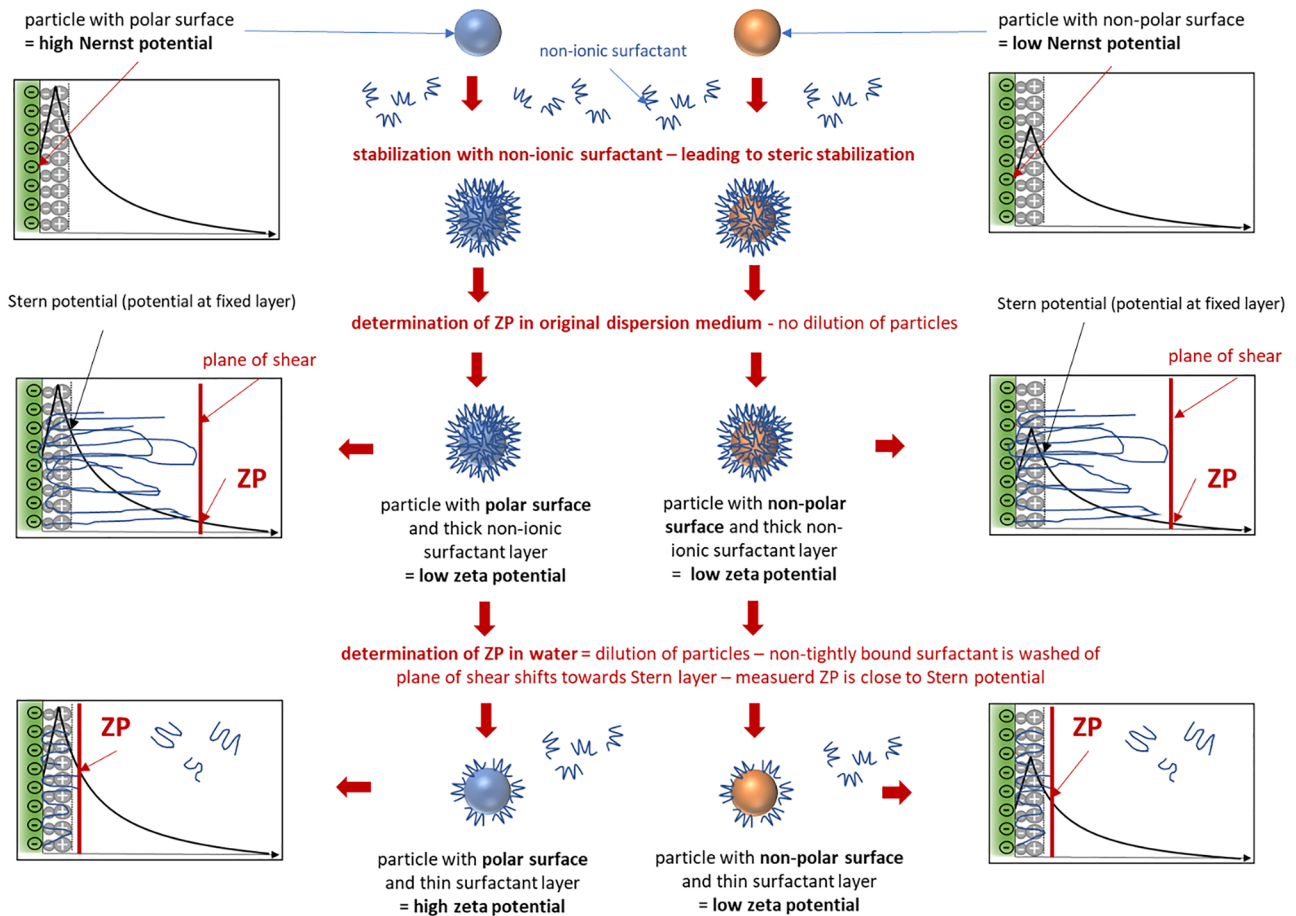 particle with polar surface
= high Nernst potential
particle with non-polar surface
= low Nernst potential
non-ionic surfactant
stabilization with non-ionic surfactant – leading to steric stabilization
Stern potential (potential at fixed layer)
Stern potential (potential at fixed layer)
determination of ZP in original dispersion medium - no dilution of particles
plane of shear
plane of shear
ZP
ZP
particle with polar surface
and thick non-ionic
surfactant layer
= low zeta potential
particle with non-polar
surface and thick non-
ionic surfactant layer
= low zeta potential
determination of ZP in water = dilution of particles – non-tightly bound surfactant is washed of
plane of shear shifts towards Stern layer – measuerd ZP is close to Stern potential
ZP
ZP
particle with polar surface
and thin surfactant layer
= high zeta potential
particle with non-polar surface
and thin surfactant layer
= low zeta potential